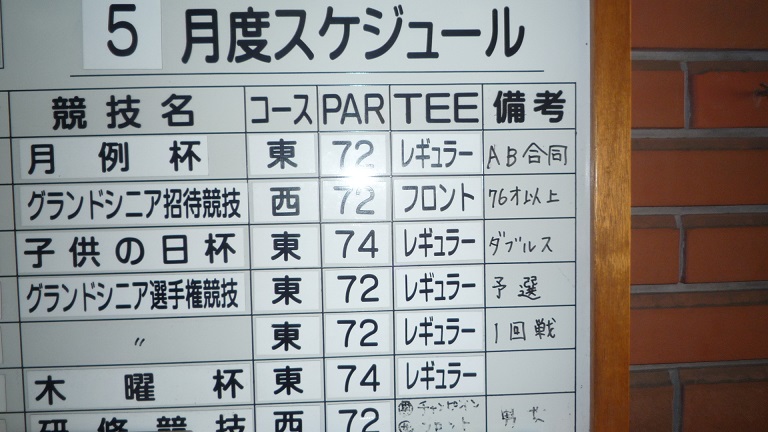 5 月度スケジュール
競技名 コース PAR TEE 備考
月例杯 東 72 レギュラー AB合同
グランドシニア招待競技 西 72 フロント 76才以上
子供の日杯 東 74 レギュラー ダブルス
グランドシニア選手権競技 東 72 レギュラー 予選
〃 東 72 レギュラー 1回戦
木曜杯 東 74 レギュラー
研修競技 西 72